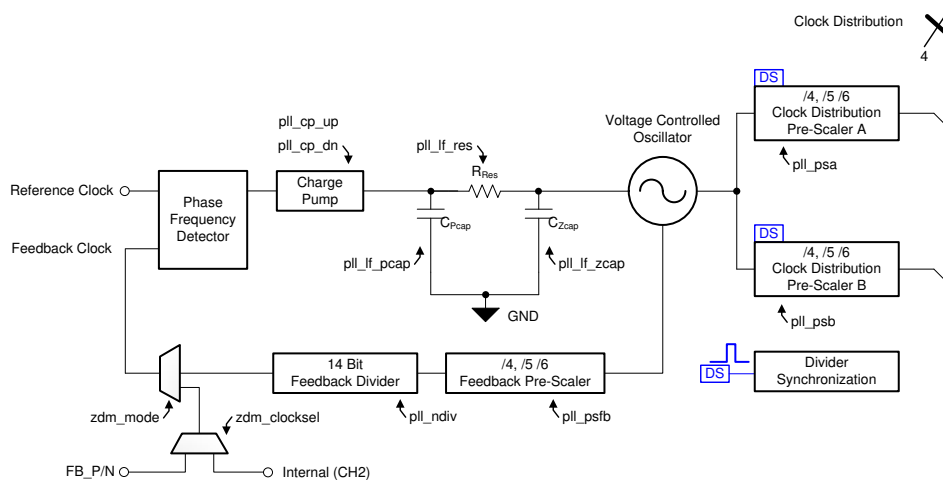 Clock Distribution
4
DS
/4, /5 /6
Clock Distribution
Pre-Scaler A
pll_psa
Voltage Controlled
Oscillator
pll_cp_up
pll_cp_dn
pll_lf_res
RRes
Reference Clock
Phase
Frequency
Detector
Charge
Pump
CPcap
CZcap
Feedback Clock
pll_lf_pcap
pll_lf_zcap
GND
DS
/4, /5 /6
Clock Distribution
Pre-Scaler B
pll_psb
14 Bit
Feedback Divider
/4, /5 /6
Feedback Pre-Scaler
DS
Divider
Synchronization
zdm_mode
zdm_clocksel
pll_ndiv
pll_psfb
FB_P/N
Internal (CH2)